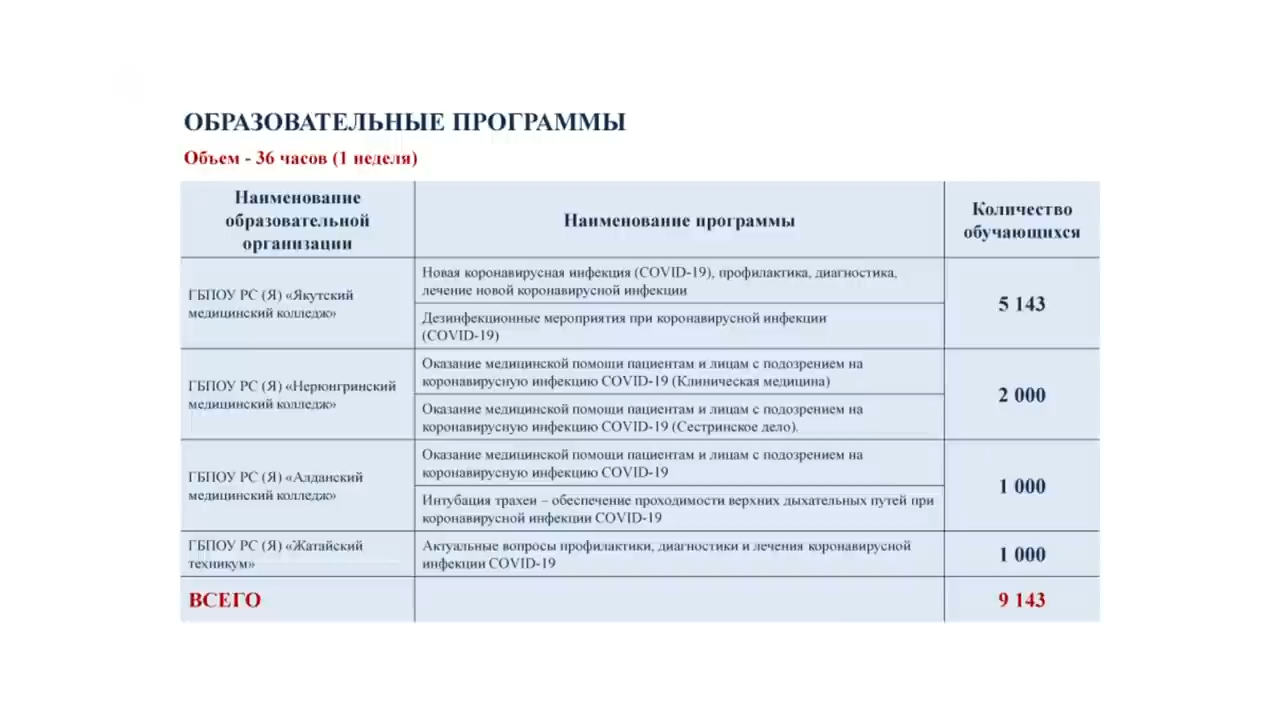 ОБРАЗОВАТЕЛЬНЫЕ ПРОГРАММЫ
Объем - 36 часов (1 неделя)
Наименование
образовательной
организации
Наименование программы
Количество
обучающихся
ГБПОУ РС (Я) «Якутский
медицинский колледж»
Новая коронавирусная инфекция (COVID-19), профилактика, диагностика,
лечение новой коронавирусной инфекции
Дезинфекционные мероприятия при коронавирусной инфекции
(COVID-19)
5 143
ГБПОУ РС (Я) «Нерюнгринский
медицинский колледж»
Оказание медицинской помощи пациентам и лицам с подозрением на
коронавирусную инфекцию COVID-19 (Клиническая медицина)
Оказание медицинской помощи пациентам и лицам с подозрением на
коронавирусную инфекцию COVID-19 (Сестринское дело).
2 000
ГБПОУ РС (Я) «Алданский
медицинский колледж»
Оказание медицинской помощи пациентам и лицам с подозрением на
коронавирусную инфекцию COVID-19
Интубация трахеи – обеспечение проходимости верхних дыхательных путей при
коронавирусной инфекции COVID-19
1 000
ГБПОУ РС (Я) «Жатайский
техникум»
Актуальные вопросы профилактики, диагностики и лечения коронавирусной
инфекции COVID-19
1 000
ВСЕГО
9 143